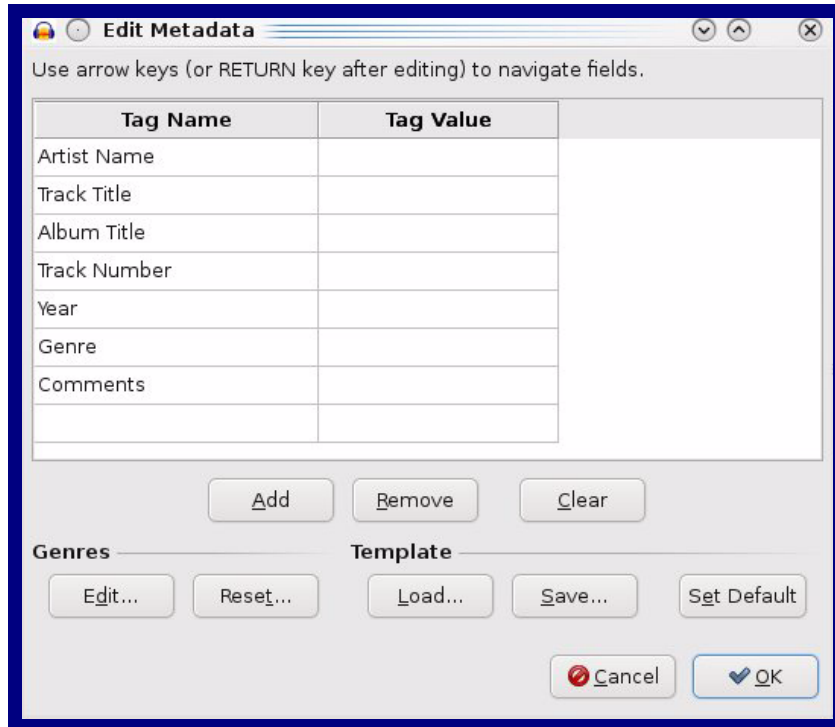 Edit Metadata
Use arrow keys (or RETURN key after editing) to navigate fields.
Tag Name Tag Value
Artist Name
Track Title
Album Title
Track Number
Year
Genre
Comments
Add Remove Clear
Genres Template
Edit... Reset... Load... Save... Set Default
Cancel OK